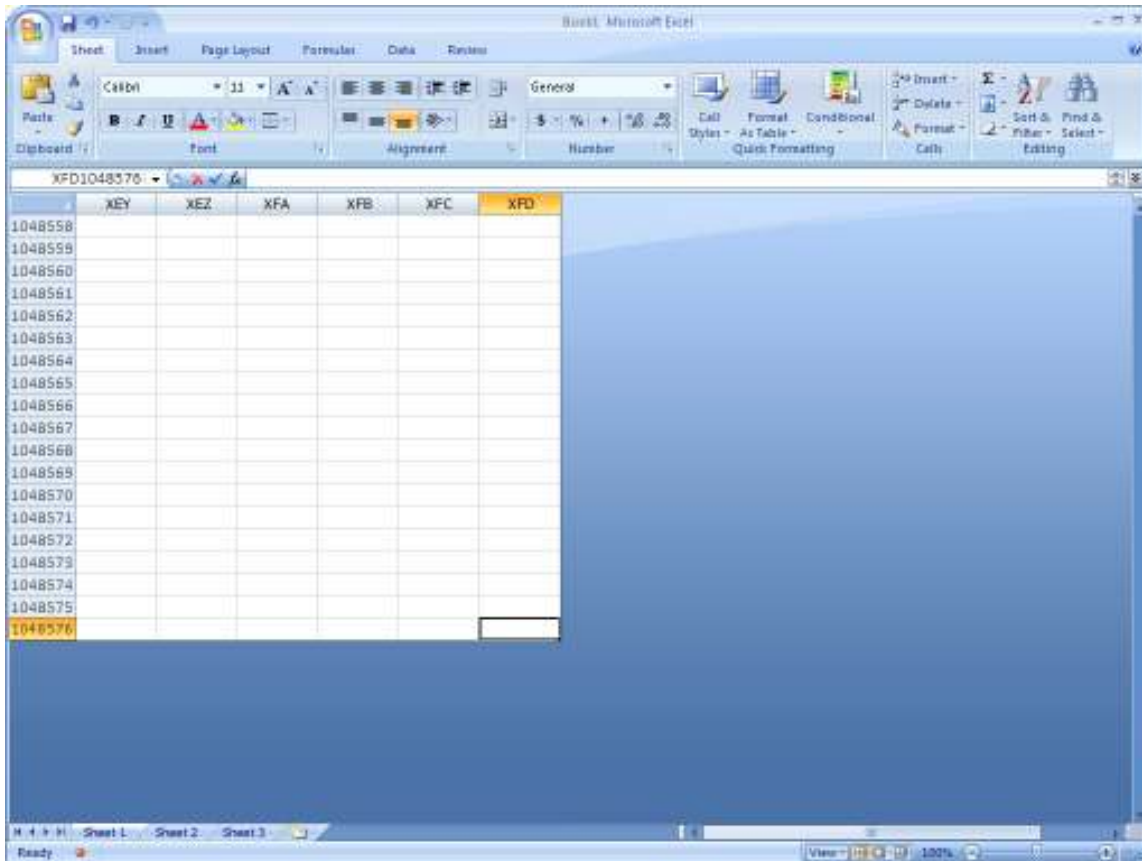 Book1 Microsoft Excel
Sheet Insert Page Layout Formulas Data Review
Calibri 11 A A General
Paste B I U A $ % Cell Styles Format As Table Conditional Insert Delete Format Σ Sort & Filter Find & Select
Clipboard Font Alignment Number Quick Formatting Cells Editing
XFD1048576 fx
XEY XEZ XFA XFB XFC XFD
1048558
1048559
1048560
1048561
1048562
1048563
1048564
1048565
1048566
1048567
1048568
1048569
1048570
1048571
1048572
1048573
1048574
1048575
1048576
Sheet 1 Sheet 2 Sheet 3
Ready View 100%